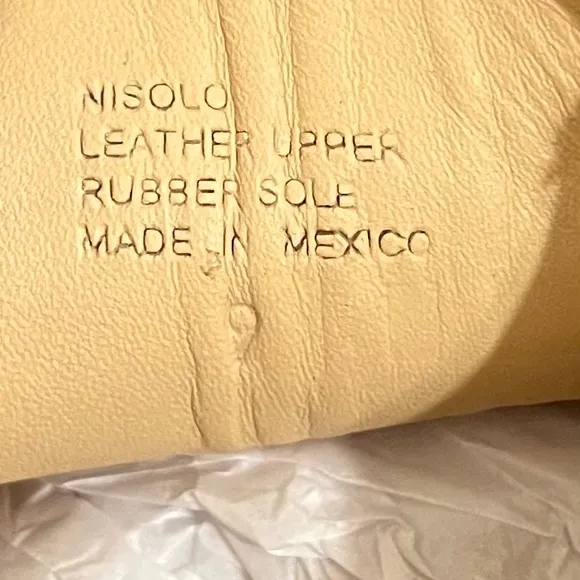 NISOLO
LEATHER UPPER
RUBBER SOLE
MADE IN MEXICO